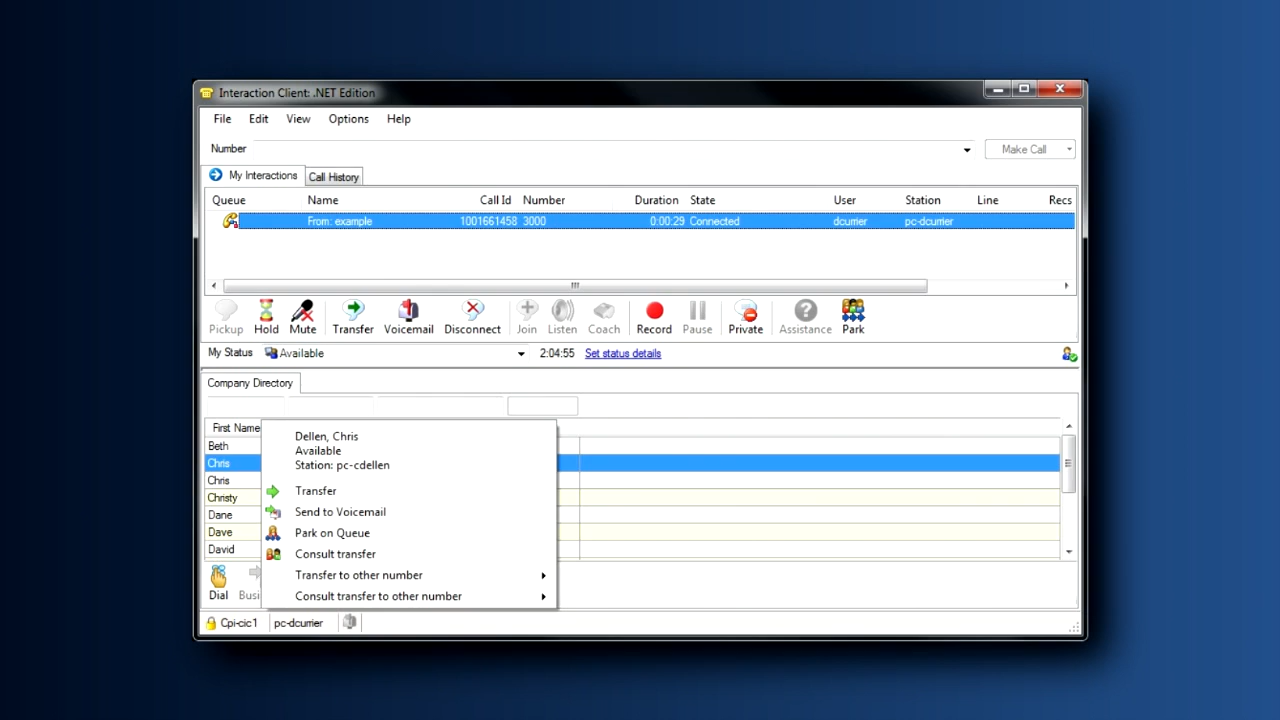 Interaction Client: .NET Edition
File Edit View Options Help
Number Make Call
My Interactions Call History
Queue Name Call Id Number Duration State User Station Line Recs
From: example 1001661458 3000 0:00:29 Connected dcurrier pc-dcurrier
Pickup Hold Mute Transfer Voicemail Disconnect Join Listen Coach Record Pause Private Assistance Park
My Status Available 2:04:55 Set status details
Company Directory
First Name
Beth
Chris
Chris
Christy
Dane
Dave
David
Dellen, Chris
Available
Station: pc-cdellen
Transfer
Send to Voicemail
Park on Queue
Consult transfer
Transfer to other number
Consult transfer to other number
Dial Busi
Cpi-cic1 pc-dcurrier